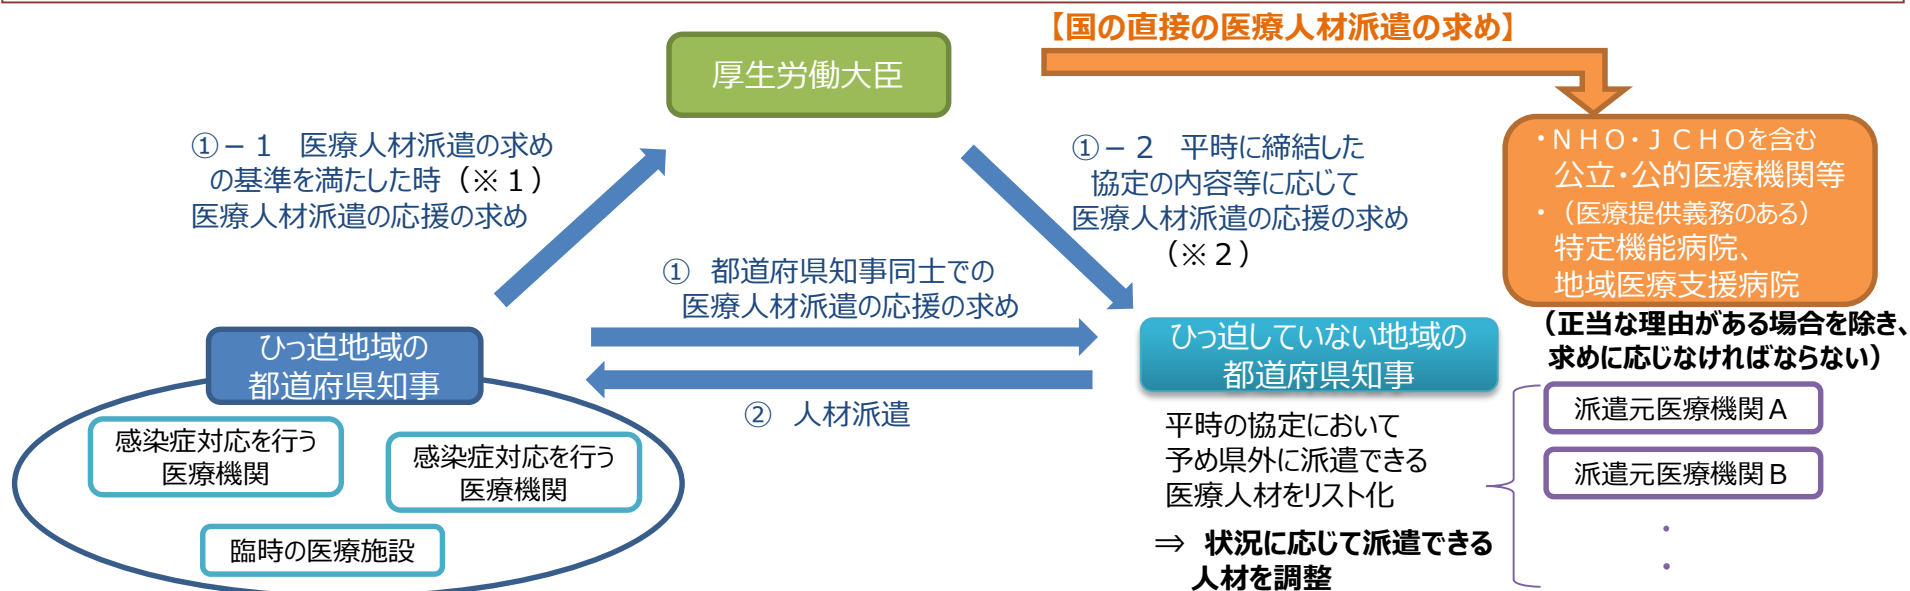 【国の直接の医療人材派遣の求め】
厚生労働大臣
①－１　医療人材派遣の求め
の基準を満たした時（※１）
医療人材派遣の応援の求め
①－２　平時に締結した
協定の内容等に応じて
医療人材派遣の応援の求め
（※２）
・ＮＨＯ・ＪＣＨＯを含む
公立・公的医療機関等
・（医療提供義務のある）
特定機能病院、
地域医療支援病院
（正当な理由がある場合を除き、
求めに応じなければならない）
①　都道府県知事同士での
医療人材派遣の応援の求め
ひっ迫地域の
都道府県知事
ひっ迫していない地域の
都道府県知事
②　人材派遣
感染症対応を行う
医療機関
感染症対応を行う
医療機関
臨時の医療施設
平時の協定において
予め県外に派遣できる
医療人材をリスト化
⇒　状況に応じて派遣できる
人材を調整
派遣元医療機関Ａ
派遣元医療機関Ｂ
・
・